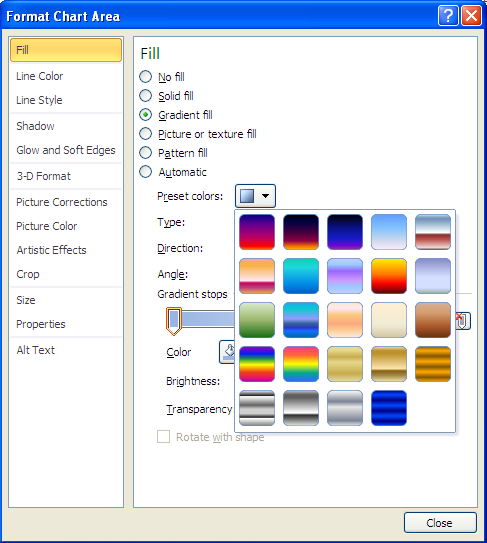 Format Chart Area
Fill
Line Color
Line Style
Shadow
Glow and Soft Edges
3-D Format
Picture Corrections
Picture Color
Artistic Effects
Crop
Size
Properties
Alt Text
Fill
No fill
Solid fill
Gradient fill
Picture or texture fill
Pattern fill
Automatic
Preset colors:
Type:
Direction:
Angle:
Gradient stops
Color
Brightness:
Transparency
Rotate with shape
Close